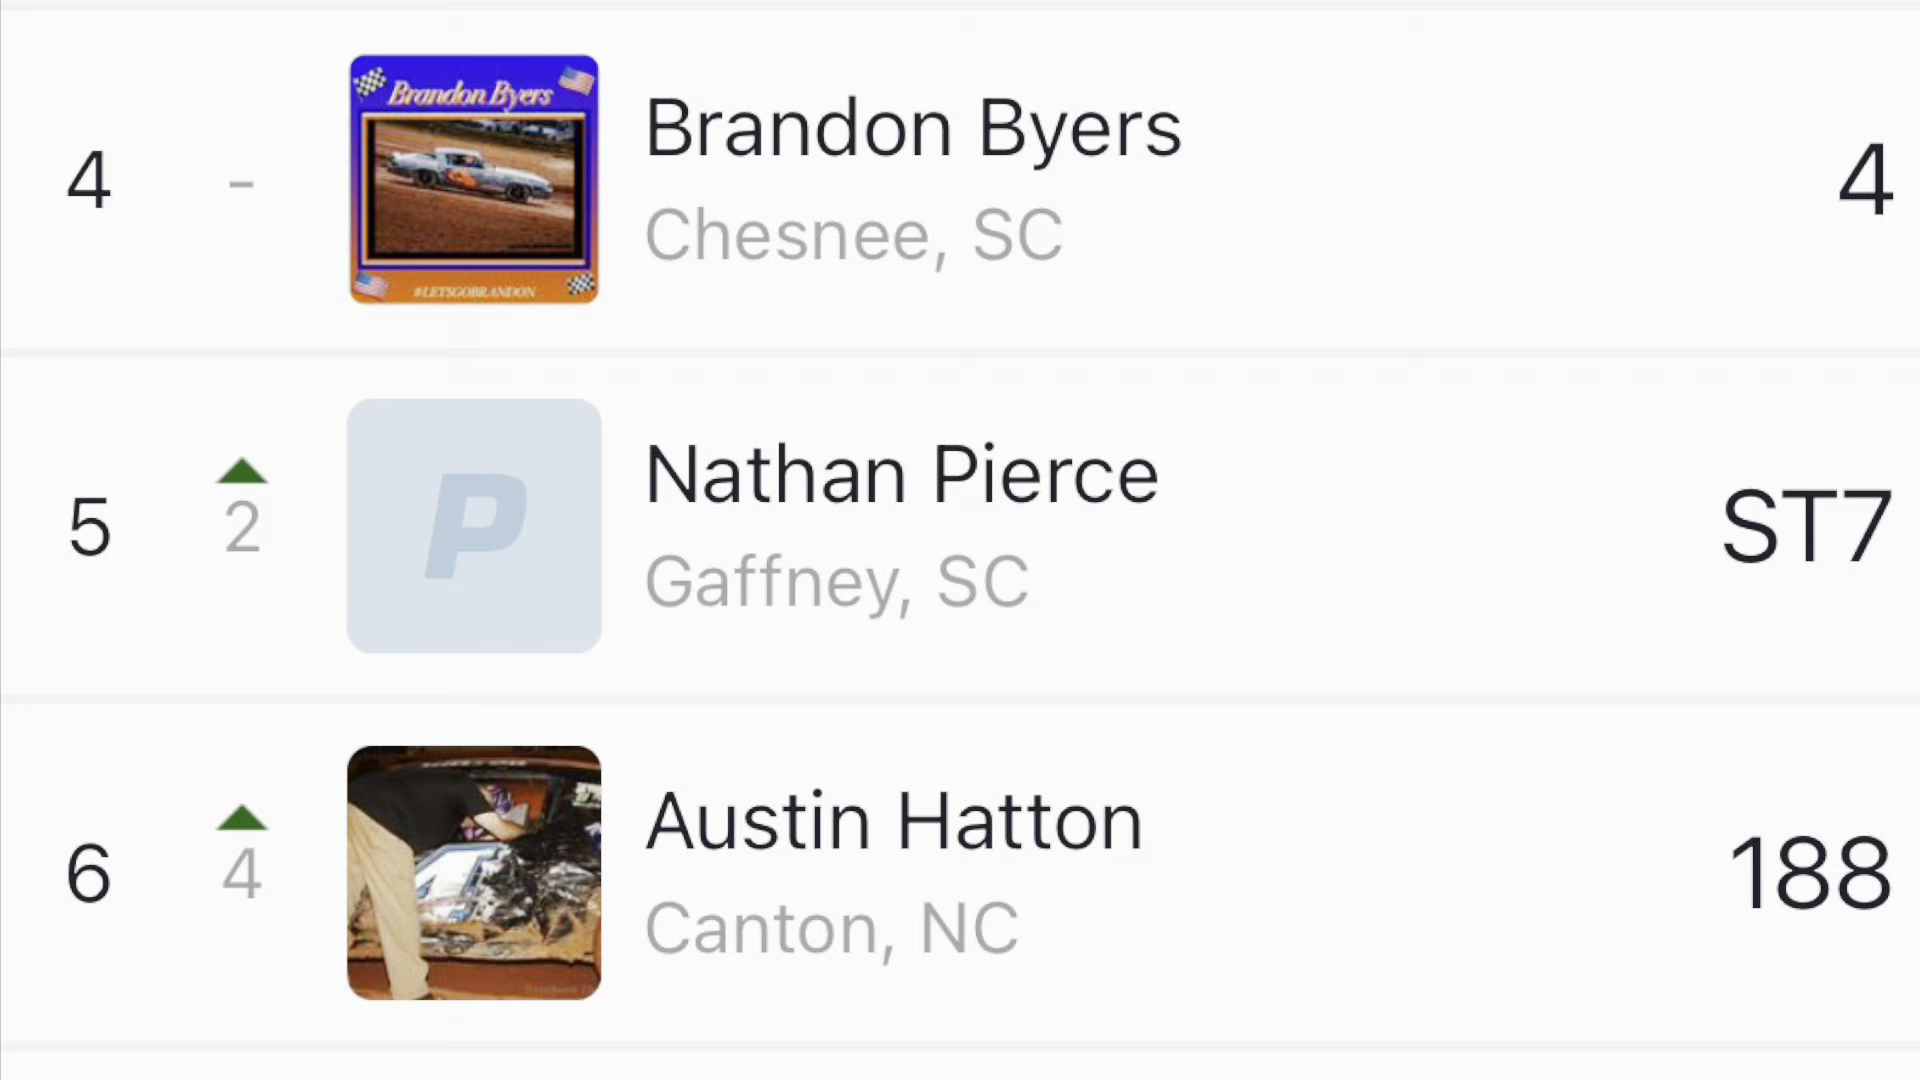 4
-
Brandon Byers
#LETSGOBRANDON
Brandon Byers
Chesnee, SC
4
5
2
P
Nathan Pierce
Gaffney, SC
ST7
6
4
4
Austin Hatton
Canton, NC
188